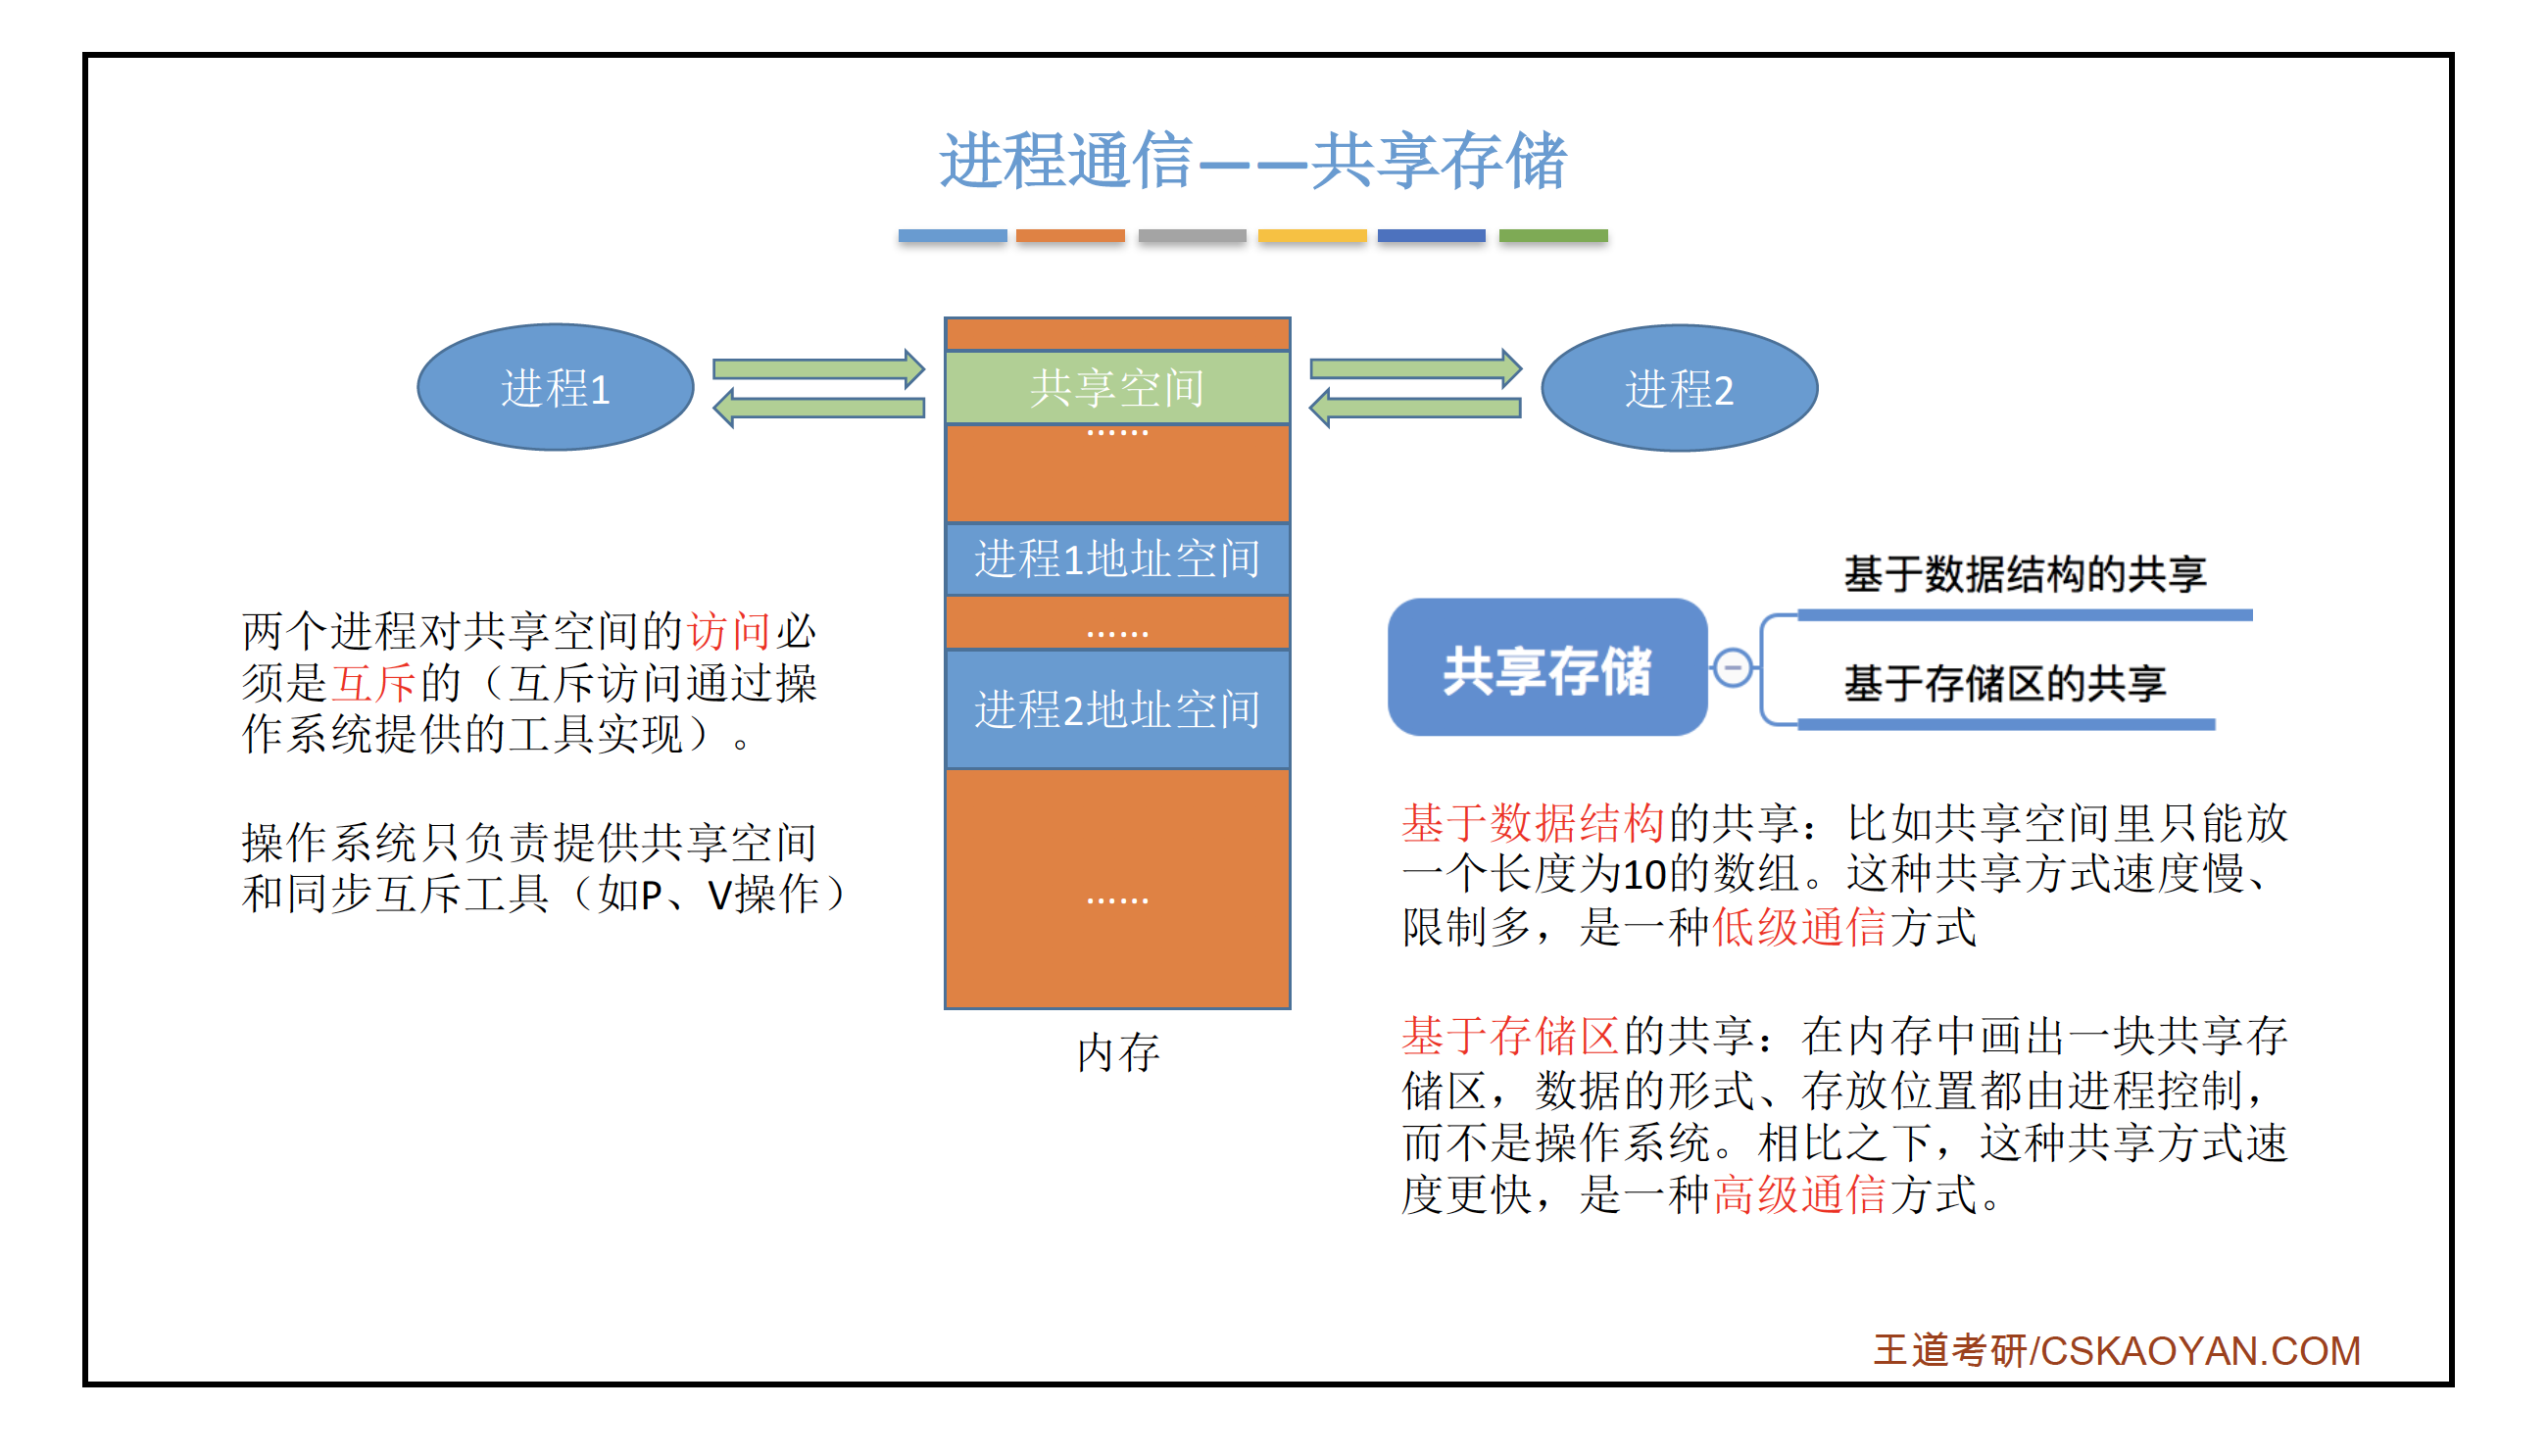 进程通信——共享存储
进程1
共享空间
进程2
……
进程1地址空间
……
进程2地址空间
……
内存
两个进程对共享空间的访问必
须是互斥的（互斥访问通过操
作系统提供的工具实现）。
操作系统只负责提供共享空间
和同步互斥工具（如P、V操作）
共享存储
基于数据结构的共享
基于存储区的共享
基于数据结构的共享：比如共享空间里只能放
一个长度为10的数组。这种共享方式速度慢、
限制多，是一种低级通信方式
基于存储区的共享：在内存中画出一块共享存
储区，数据的形式、存放位置都由进程控制，
而不是操作系统。相比之下，这种共享方式速
度更快，是一种高级通信方式。
王道考研/CSKAOYAN.COM